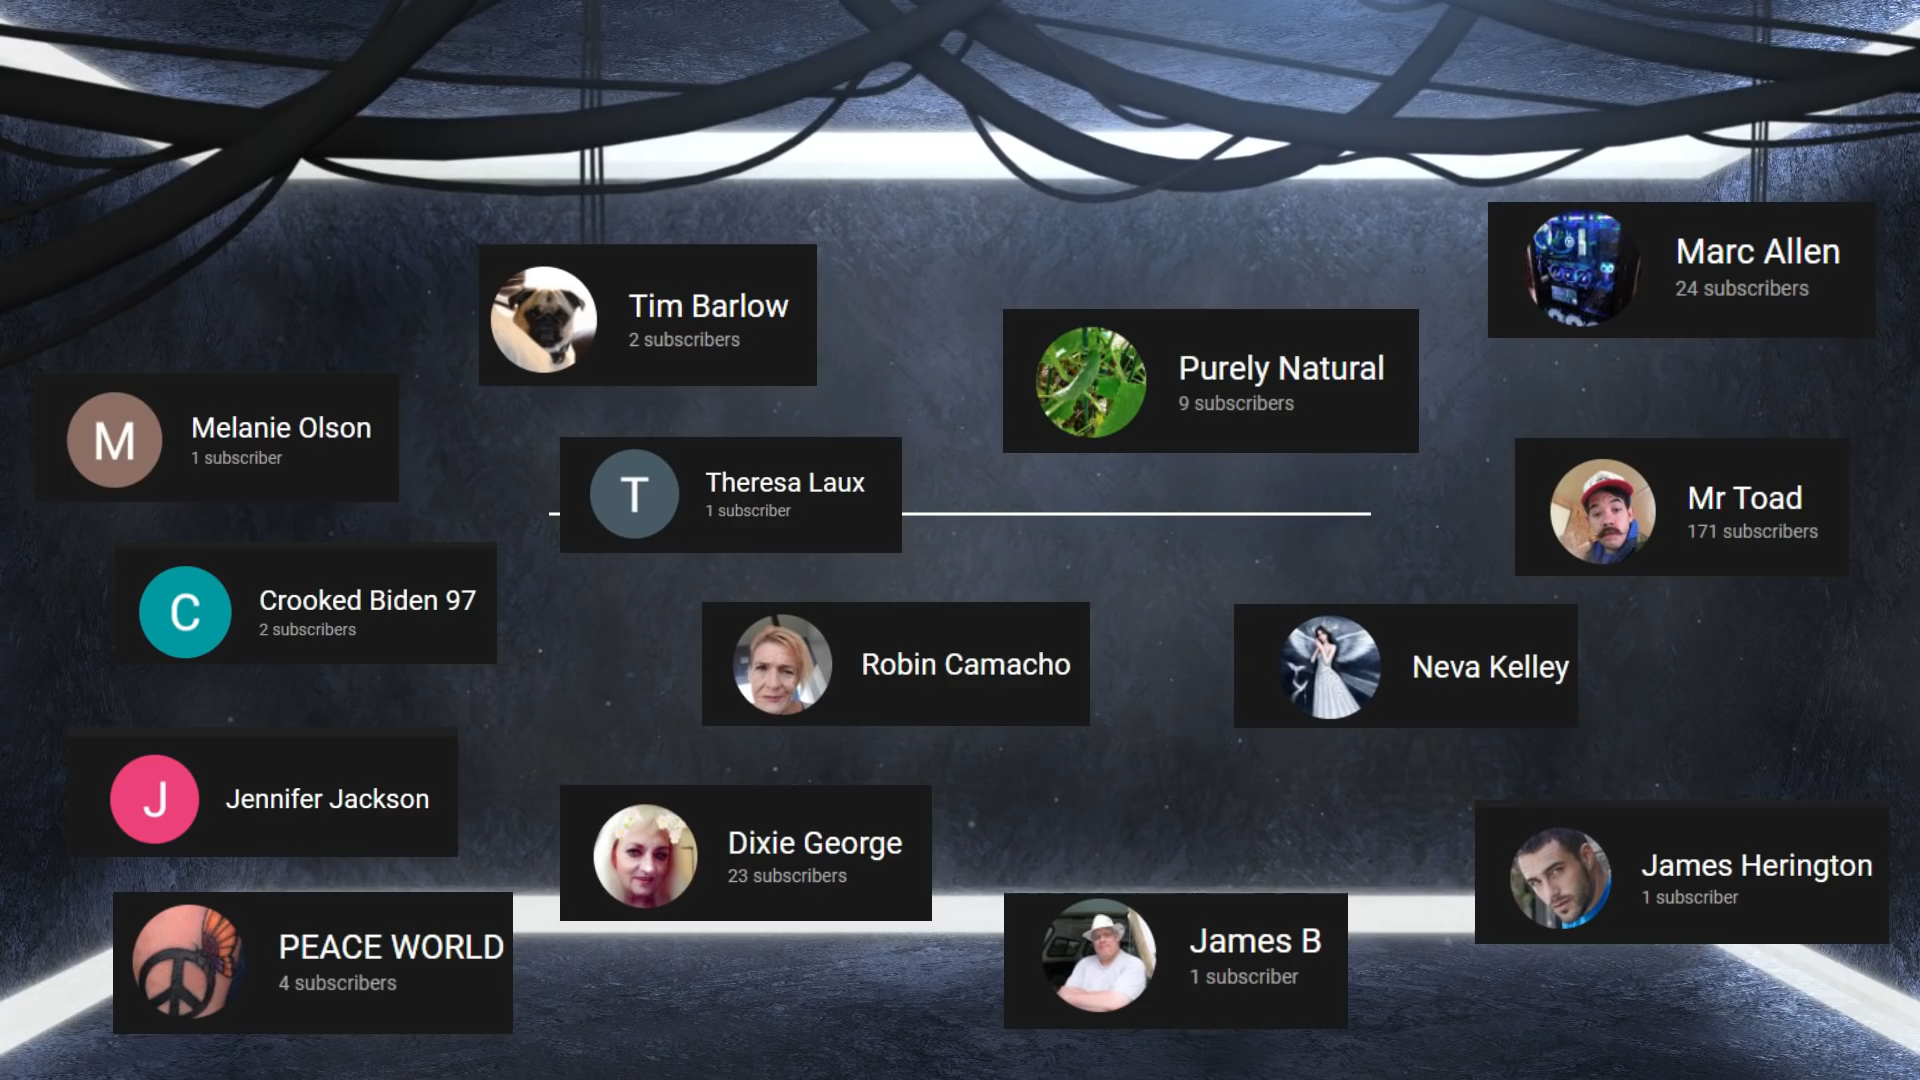 Marc Allen
24 subscribers
Tim Barlow
2 subscribers
Purely Natural
9 subscribers
M
Melanie Olson
1 subscriber
T
Theresa Laux
1 subscriber
Mr Toad
171 subscribers
C
Crooked Biden 97
2 subscribers
Robin Camacho
Neva Kelley
J
Jennifer Jackson
Dixie George
23 subscribers
James Herington
1 subscriber
PEACE WORLD
4 subscribers
James B
1 subscriber